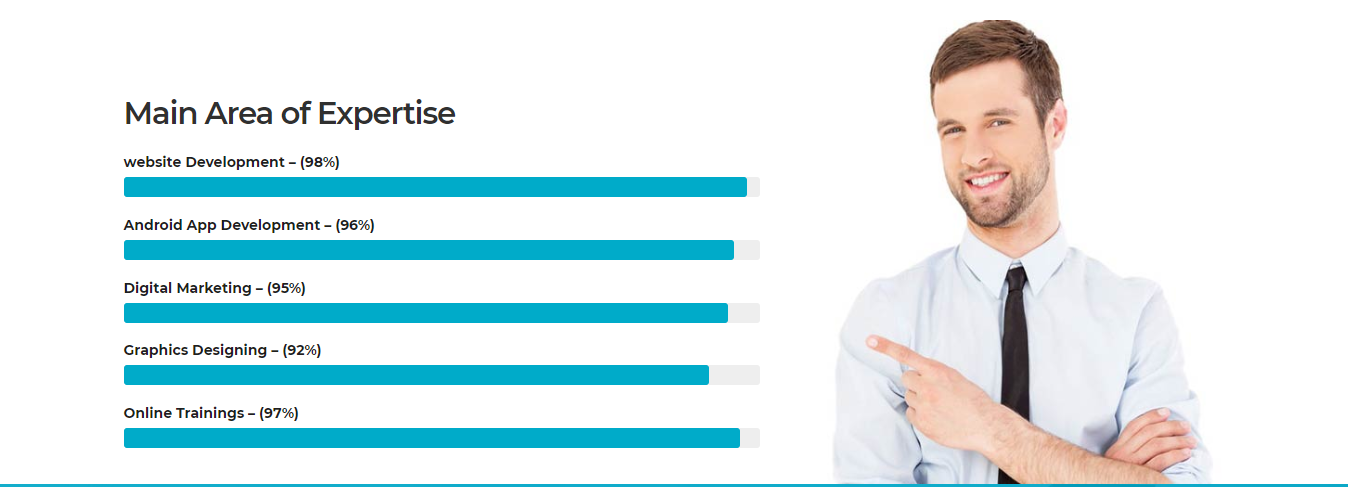 Main Area of Expertise
website Development – (98%)
Android App Development – (96%)
Digital Marketing – (95%)
Graphics Designing – (92%)
Online Trainings – (97%)